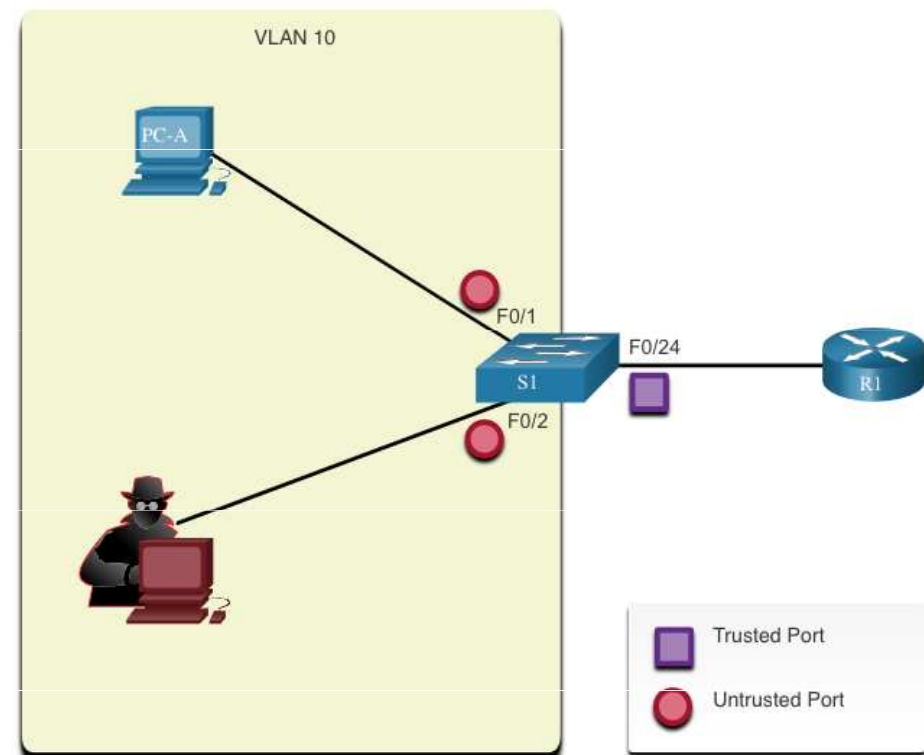 VLAN 10
PC-A
F0/1
F0/24
S1
R1
F0/2
Trusted Port
Untrusted Port